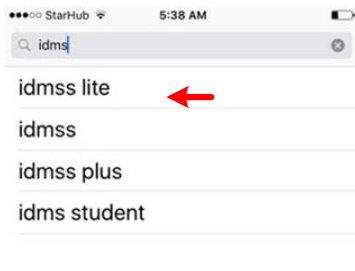 StarHub 5:38 AM
idms
idmss lite
idmss
idmss plus
idms student